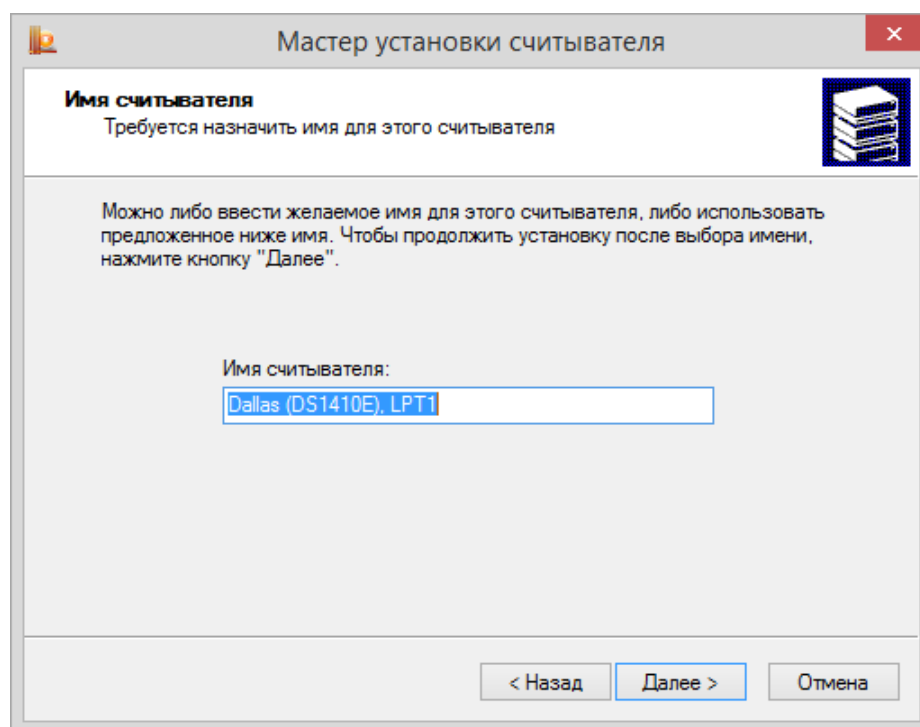 Мастер установки считывателя
Имя считывателя
Требуется назначить имя для этого считывателя
Можно либо ввести желаемое имя для этого считывателя, либо использовать
предложенное ниже имя. Чтобы продолжить установку после выбора имени,
нажмите кнопку "Далее".
Имя считывателя:
Dallas (DS1410E), LPT1
< Назад Далее > Отмена